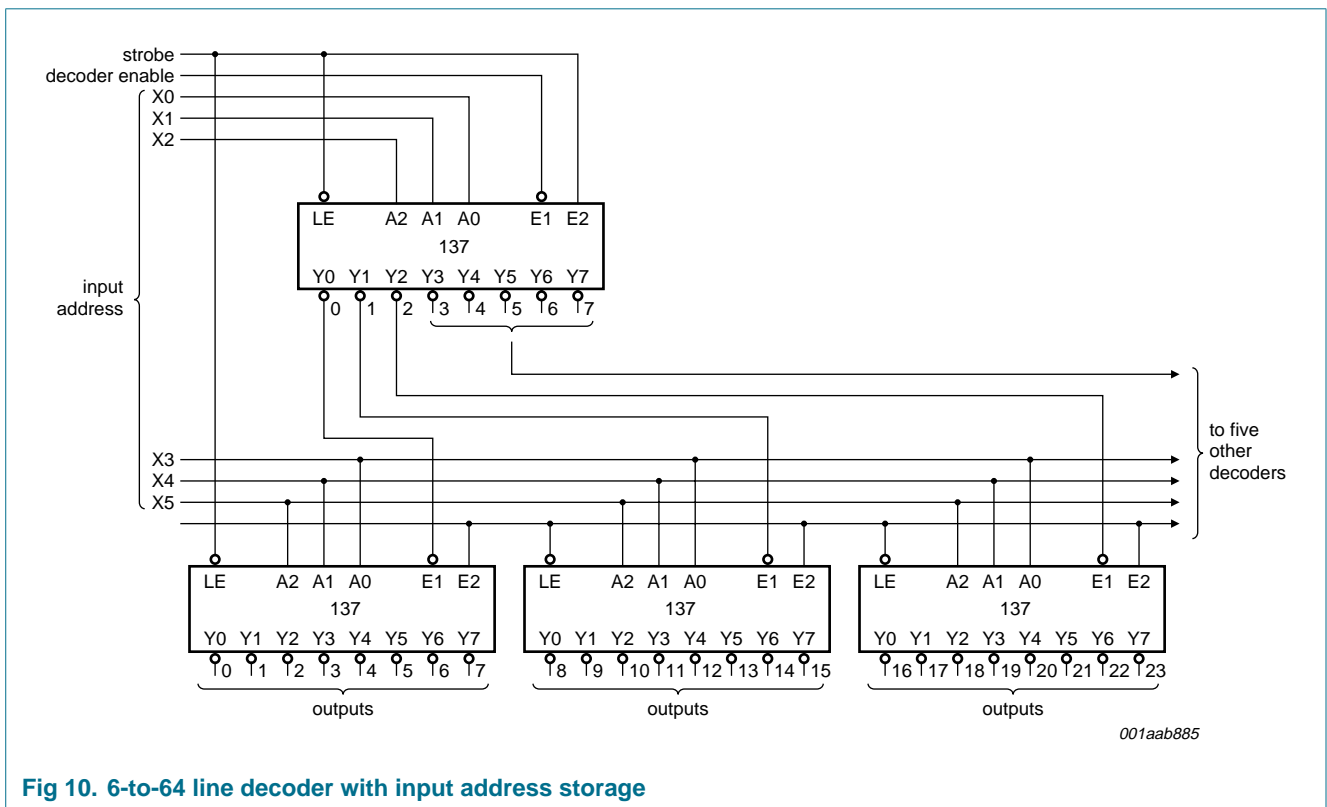 strobe
decoder enable
X0
X1
X2
LE A2 A1 A0 E1 E2
137
Y0 Y1 Y2 Y3 Y4 Y5 Y6 Y7
0 1 2 3 4 5 6 7
input
address
to five
other
decoders
X3
X4
X5
LE A2 A1 A0 E1 E2 LE A2 A1 A0 E1 E2 LE A2 A1 A0 E1 E2
137 137 137
Y0 Y1 Y2 Y3 Y4 Y5 Y6 Y7 Y0 Y1 Y2 Y3 Y4 Y5 Y6 Y7 Y0 Y1 Y2 Y3 Y4 Y5 Y6 Y7
0 1 2 3 4 5 6 7 8 9 10 11 12 13 14 15 16 17 18 19 20 21 22 23
outputs outputs outputs
001aab885
Fig 10. 6-to-64 line decoder with input address storage